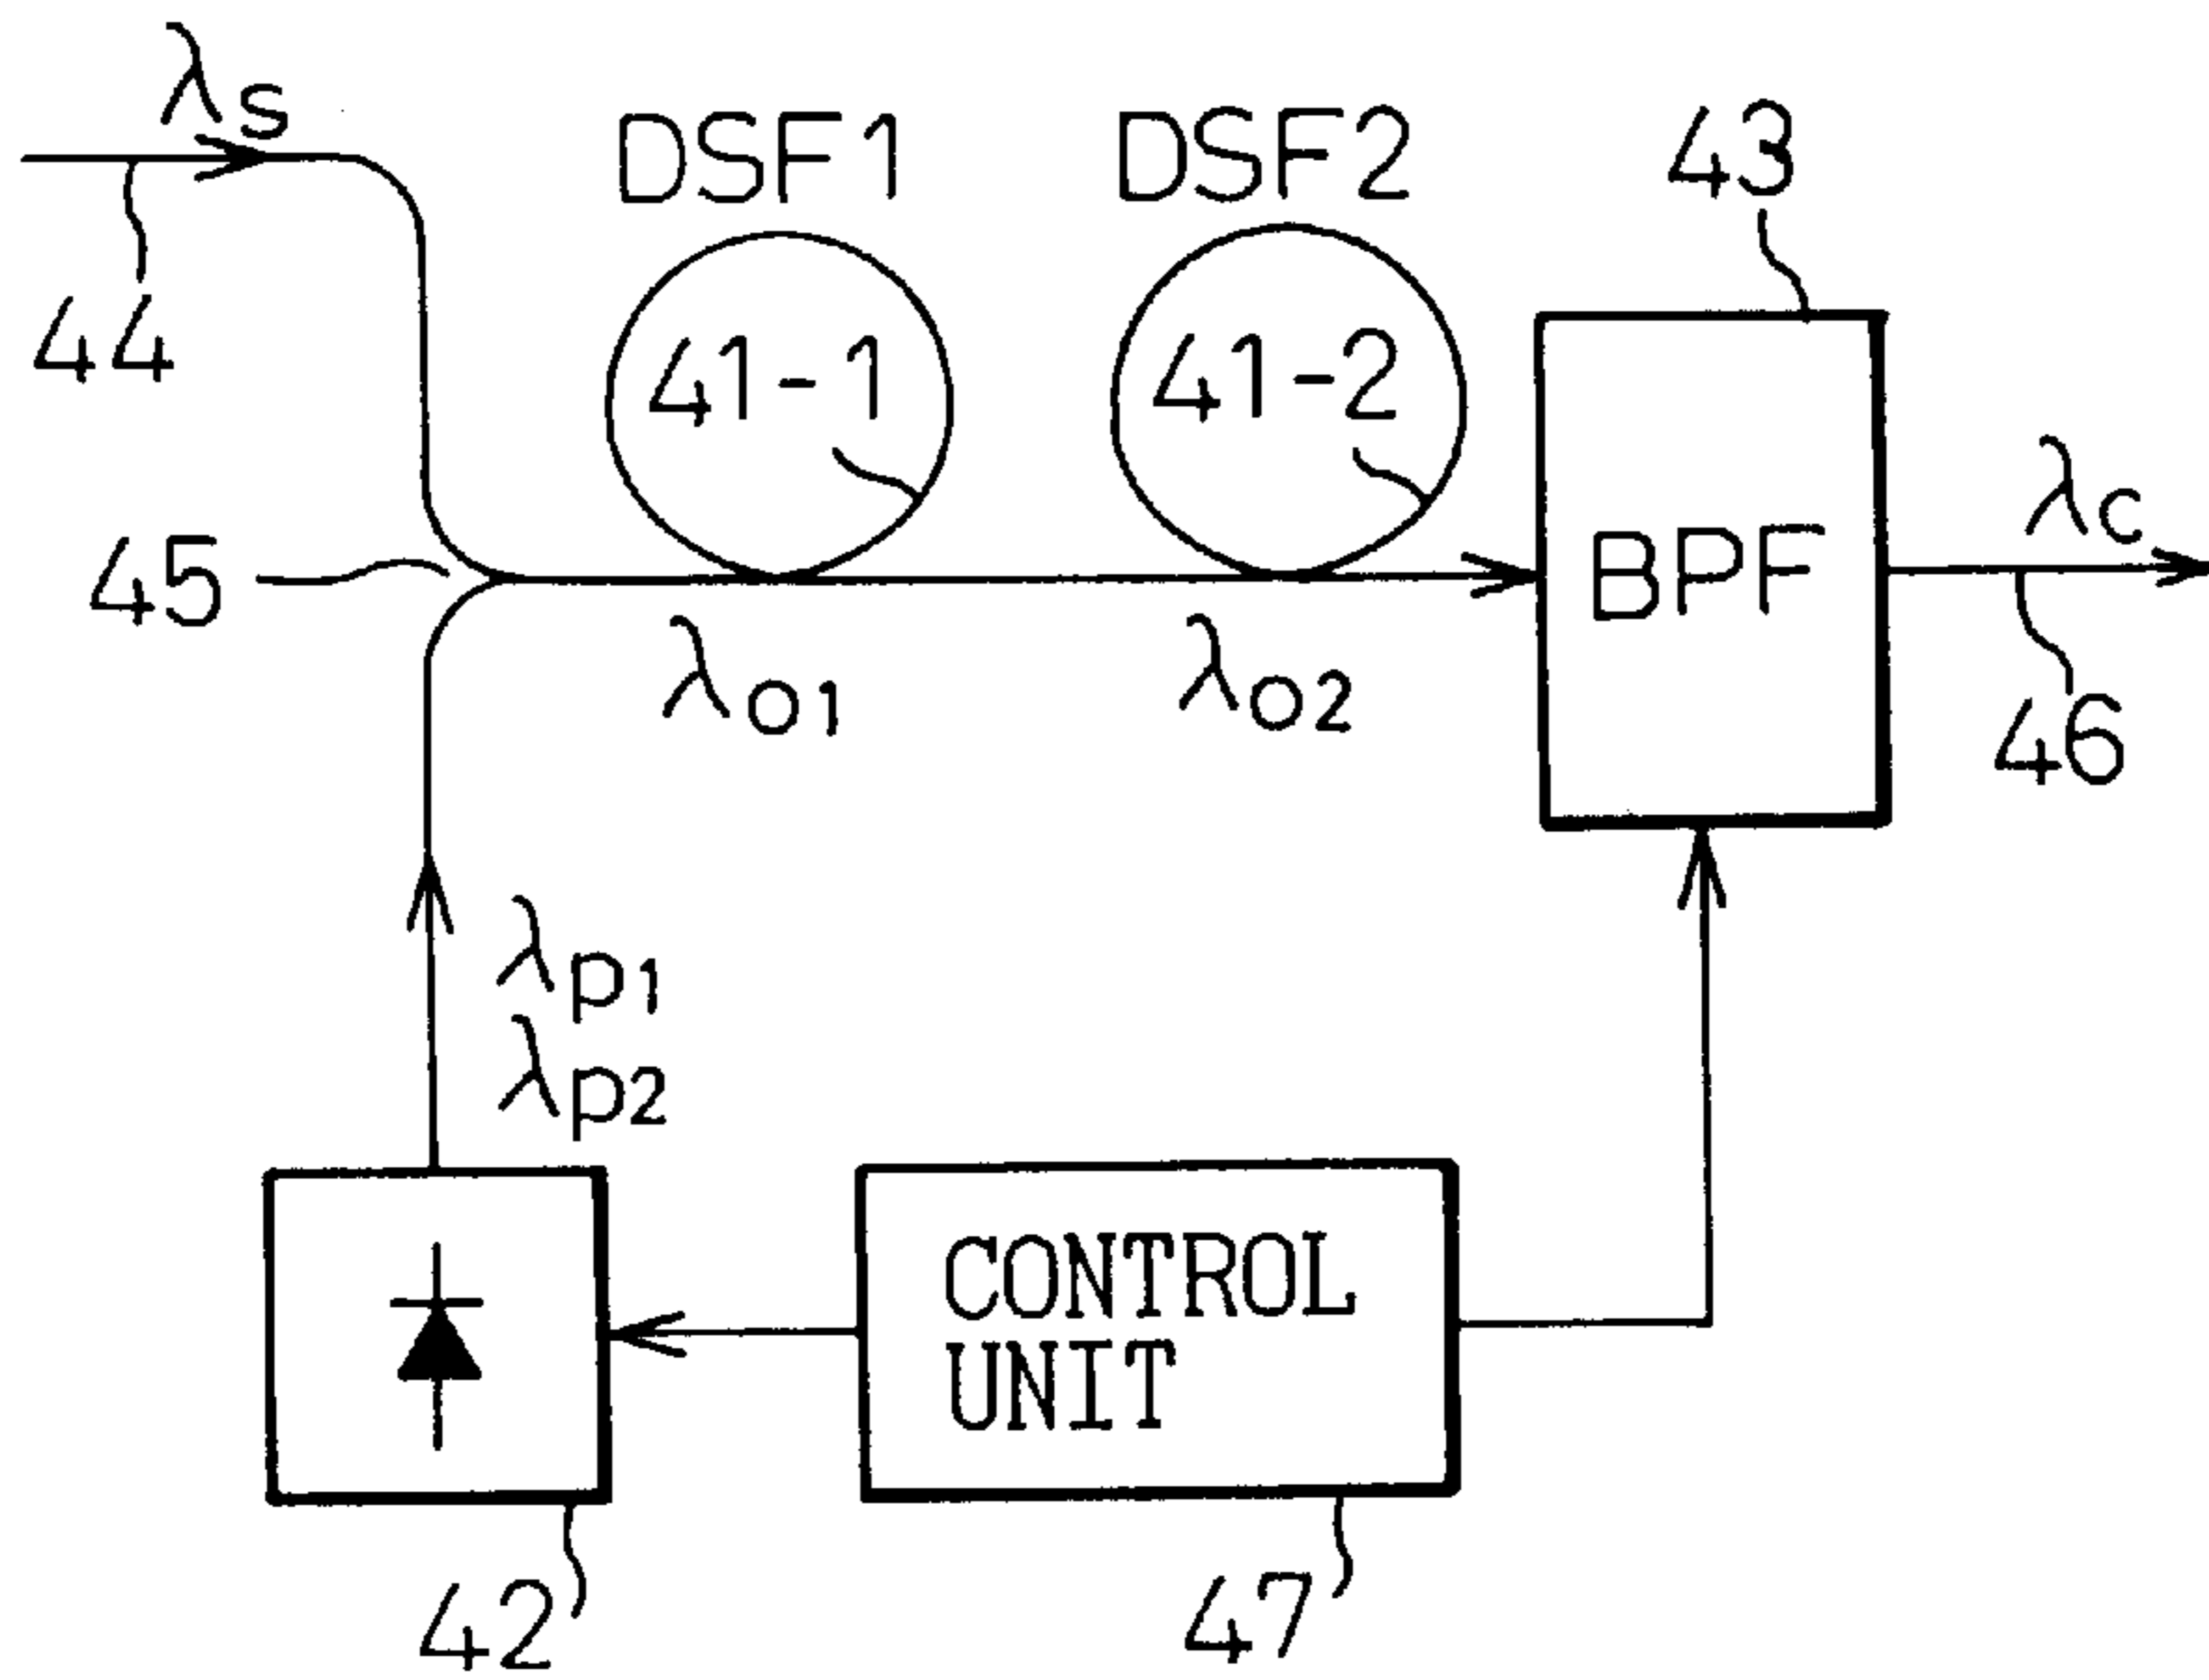 λs
DSF1
DSF2
43
44
41-1
41-2
45
BPF
λc
λo1
λo2
46
λp1
λp2
CONTROL
UNIT
42
47